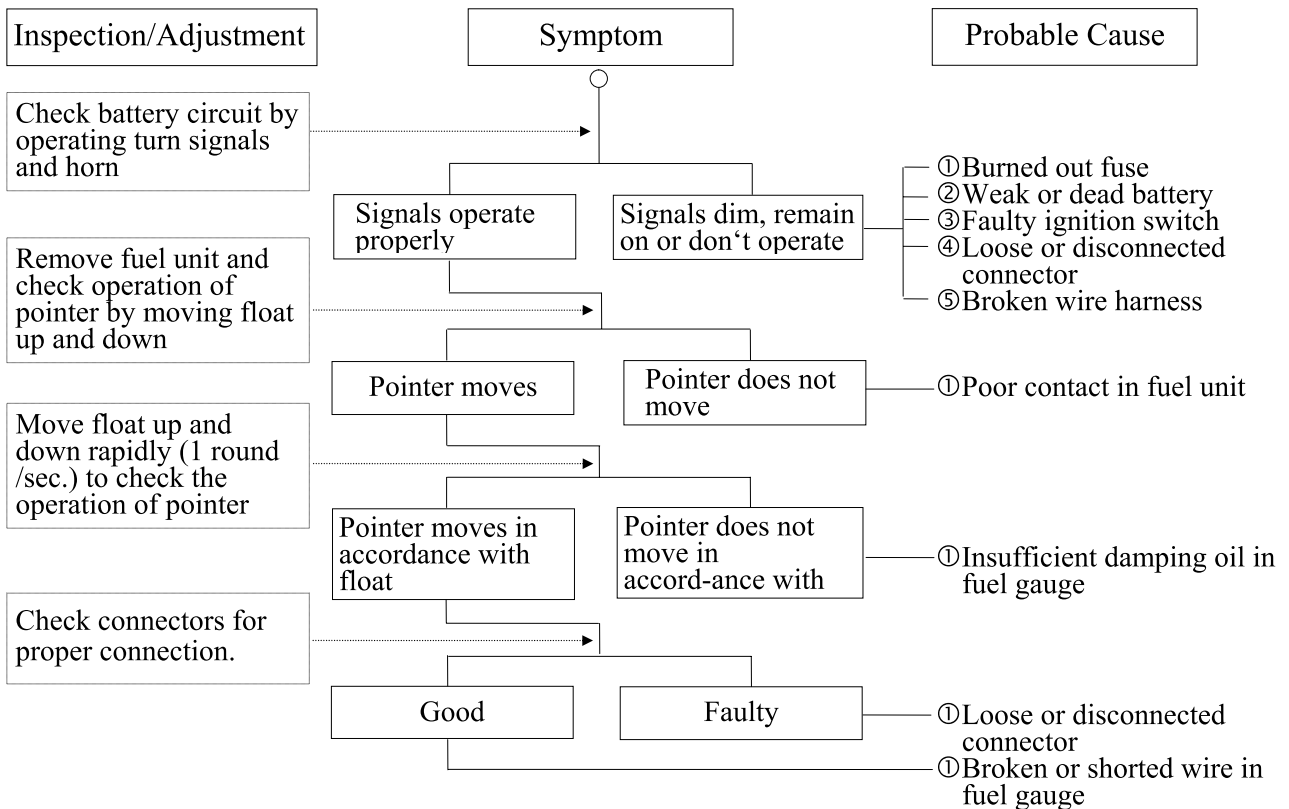 Inspection/Adjustment
Symptom
Probable Cause
Check battery circuit by
operating turn signals
and horn
Signals operate
properly
Signals dim, remain
on or don‘t operate
①Burned out fuse
②Weak or dead battery
③Faulty ignition switch
④Loose or disconnected
connector
⑤Broken wire harness
Remove fuel unit and
check operation of
pointer by moving float
up and down
Pointer moves
Pointer does not
move
①Poor contact in fuel unit
Move float up and
down rapidly (1 round
/sec.) to check the
operation of pointer
Pointer moves in
accordance with
float
Pointer does not
move in
accord-ance with
①Insufficient damping oil in
fuel gauge
Check connectors for
proper connection.
Good
Faulty
①Loose or disconnected
connector
①Broken or shorted wire in
fuel gauge